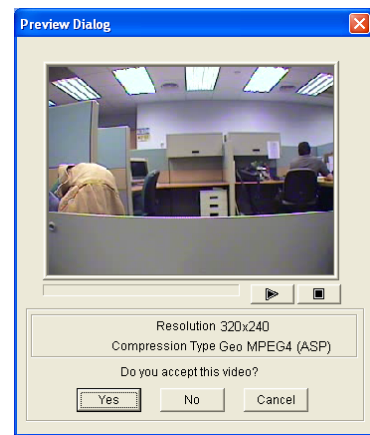 Preview Dialog
Resolution 320x240
Compression Type Geo MPEG4 (ASP)
Do you accept this video?
Yes No Cancel